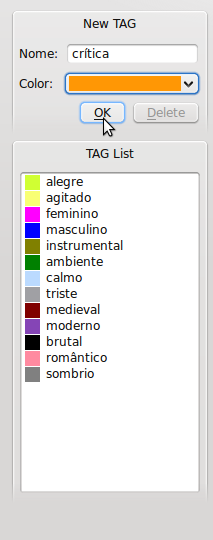 New TAG
Nome: crítica
Color:
OK Delete
TAG List
alegre
agitado
feminino
masculino
instrumental
ambiente
calmo
triste
medieval
moderno
brutal
romântico
sombrio